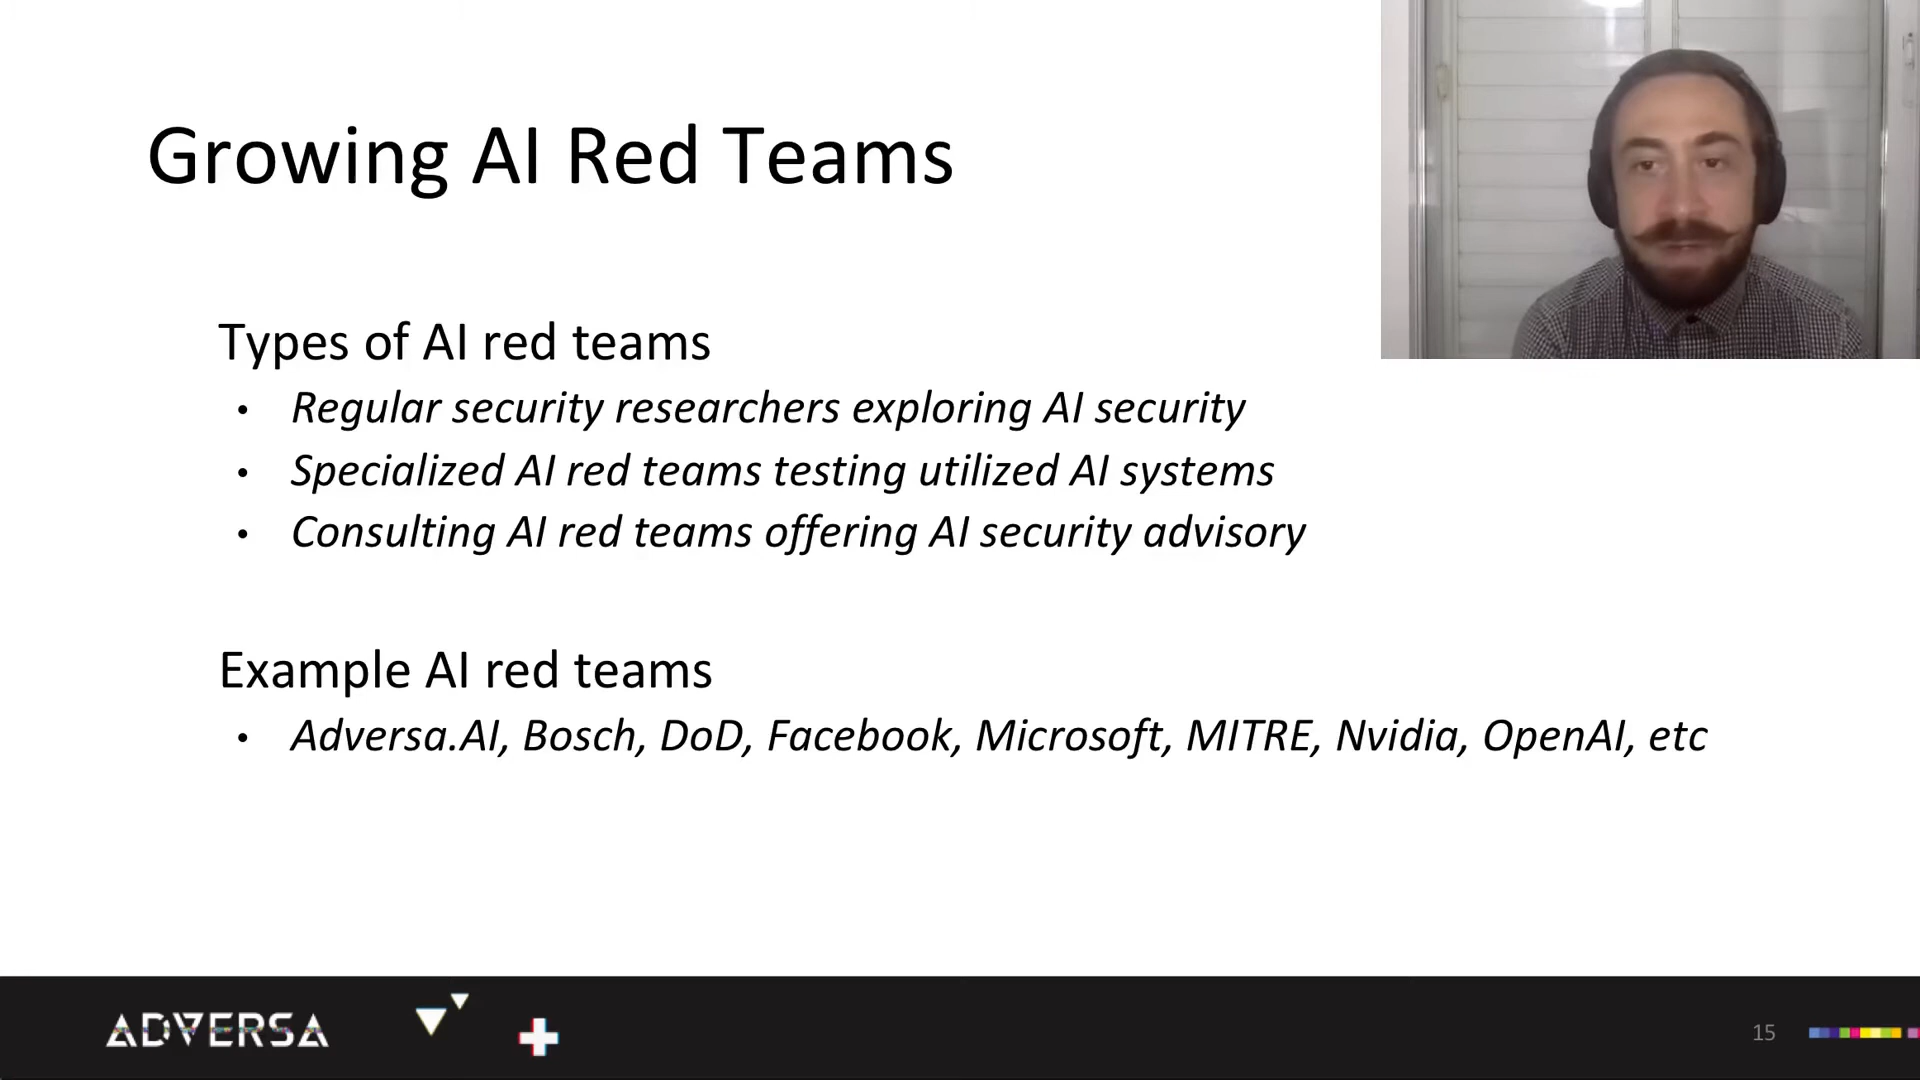 Growing AI Red Teams
Types of AI red teams
• Regular security researchers exploring AI security
• Specialized AI red teams testing utilized AI systems
• Consulting AI red teams offering AI security advisory
Example AI red teams
• Adversa.AI, Bosch, DoD, Facebook, Microsoft, MITRE, Nvidia, OpenAI, etc
ADVERSA
15